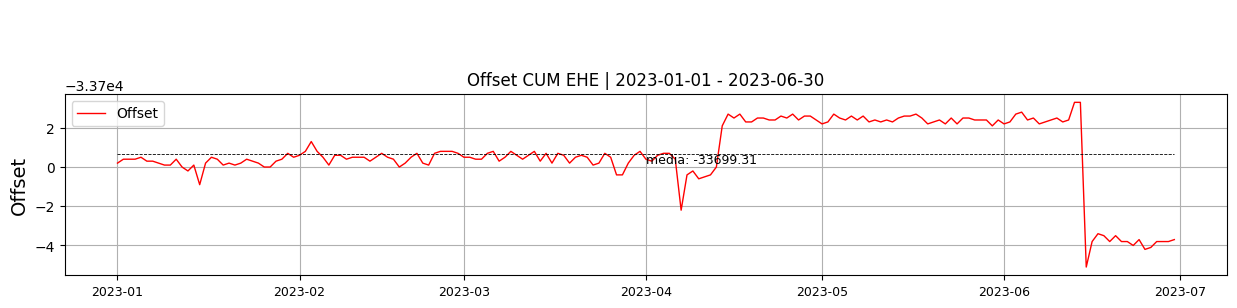 Offset CUM EHE | 2023-01-01 - 2023-06-30
−3.37e4
Offset
Offset
2
0
−2
−4
media: -33699.31
2023-01
2023-02
2023-03
2023-04
2023-05
2023-06
2023-07